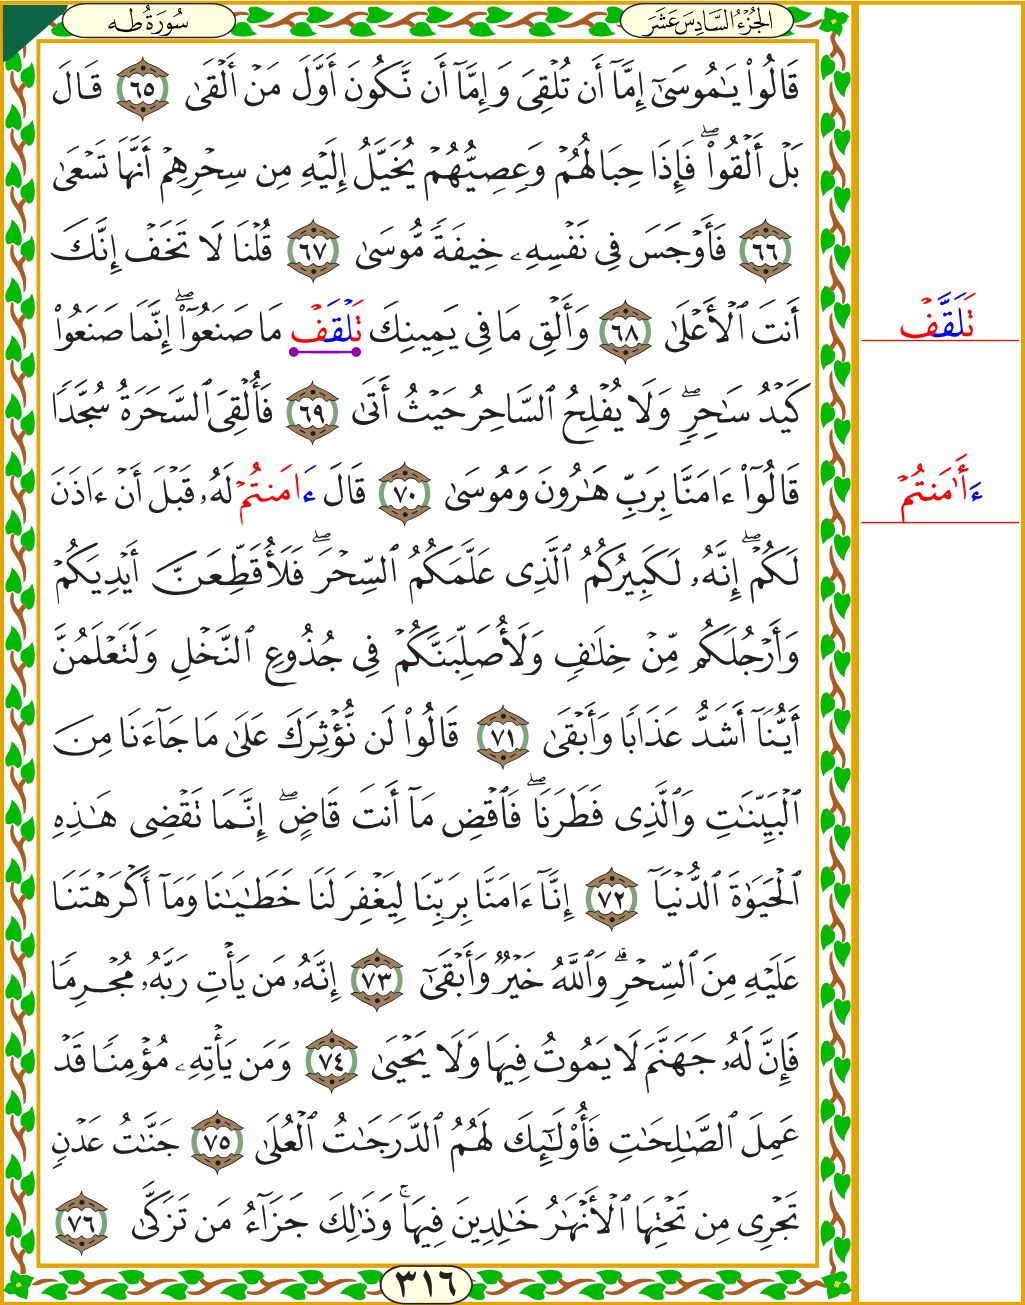 سُورَةُ طه
الجُزْءُ السَّادِسَ عَشَرَ
قَالُوا۟ يَـٰمُوسَىٰٓ إِمَّآ أَن تُلْقِىَ وَإِمَّآ أَن نَّكُونَ أَوَّلَ مَنْ أَلْقَىٰ ٦٥ قَالَ
بَلْ أَلْقُوا۟ۖ فَإِذَا حِبَالُهُمْ وَعِصِيُّهُمْ يُخَيَّلُ إِلَيْهِ مِن سِحْرِهِمْ أَنَّهَا تَسْعَىٰ
٦٦ فَأَوْجَسَ فِى نَفْسِهِۦ خِيفَةً مُّوسَىٰ ٦٧ قُلْنَا لَا تَخَفْ إِنَّكَ
أَنتَ ٱلْأَعْلَىٰ ٦٨ وَأَلْقِ مَا فِى يَمِينِكَ تَلْقَفْ مَا صَنَعُوٓا۟ۖ إِنَّمَا صَنَعُوا۟
كَيْدُ سَـٰحِرٍۖ وَلَا يُفْلِحُ ٱلسَّاحِرُ حَيْثُ أَتَىٰ ٦٩ فَأُلْقِىَ ٱلسَّحَرَةُ سُجَّدًا
قَالُوٓا۟ ءَامَنَّا بِرَبِّ هَـٰرُونَ وَمُوسَىٰ ٧٠ قَالَ ءَامَنتُمْ لَهُۥ قَبْلَ أَنْ ءَاذَنَ
لَكُمْۖ إِنَّهُۥ لَكَبِيرُكُمُ ٱلَّذِى عَلَّمَكُمُ ٱلسِّحْرَۖ فَلَأُقَطِّعَنَّ أَيْدِيَكُمْ
وَأَرْجُلَكُم مِّنْ خِلَـٰفٍ وَلَأُصَلِّبَنَّكُمْ فِى جُذُوعِ ٱلنَّخْلِ وَلَتَعْلَمُنَّ
أَيُّنَآ أَشَدُّ عَذَابًا وَأَبْقَىٰ ٧١ قَالُوا۟ لَن نُّؤْثِرَكَ عَلَىٰ مَا جَآءَنَا مِنَ
ٱلْبَيِّنَـٰتِ وَٱلَّذِى فَطَرَنَاۖ فَٱقْضِ مَآ أَنتَ قَاضٍۖ إِنَّمَا تَقْضِى هَـٰذِهِ
ٱلْحَيَوٰةَ ٱلدُّنْيَآ ٧٢ إِنَّآ ءَامَنَّا بِرَبِّنَا لِيَغْفِرَ لَنَا خَطَـٰيَـٰنَا وَمَآ أَكْرَهْتَنَا
عَلَيْهِ مِنَ ٱلسِّحْرِۗ وَٱللَّهُ خَيْرٌ وَأَبْقَىٰٓ ٧٣ إِنَّهُۥ مَن يَأْتِ رَبَّهُۥ مُجْرِمًا
فَإِنَّ لَهُۥ جَهَنَّمَ لَا يَمُوتُ فِيهَا وَلَا يَحْيَىٰ ٧٤ وَمَن يَأْتِهِۦ مُؤْمِنًا قَدْ
عَمِلَ ٱلصَّـٰلِحَـٰتِ فَأُو۟لَـٰٓئِكَ لَهُمُ ٱلدَّرَجَـٰتُ ٱلْعُلَىٰ ٧٥ جَنَّـٰتُ عَدْنٍ
تَجْرِى مِن تَحْتِهَا ٱلْأَنْهَـٰرُ خَـٰلِدِينَ فِيهَاۚ وَذَٰلِكَ جَزَآءُ مَن تَزَكَّىٰ ٧٦
٣١٦
تَلَقَّفْ
ءَأَٰمَنتُمْ